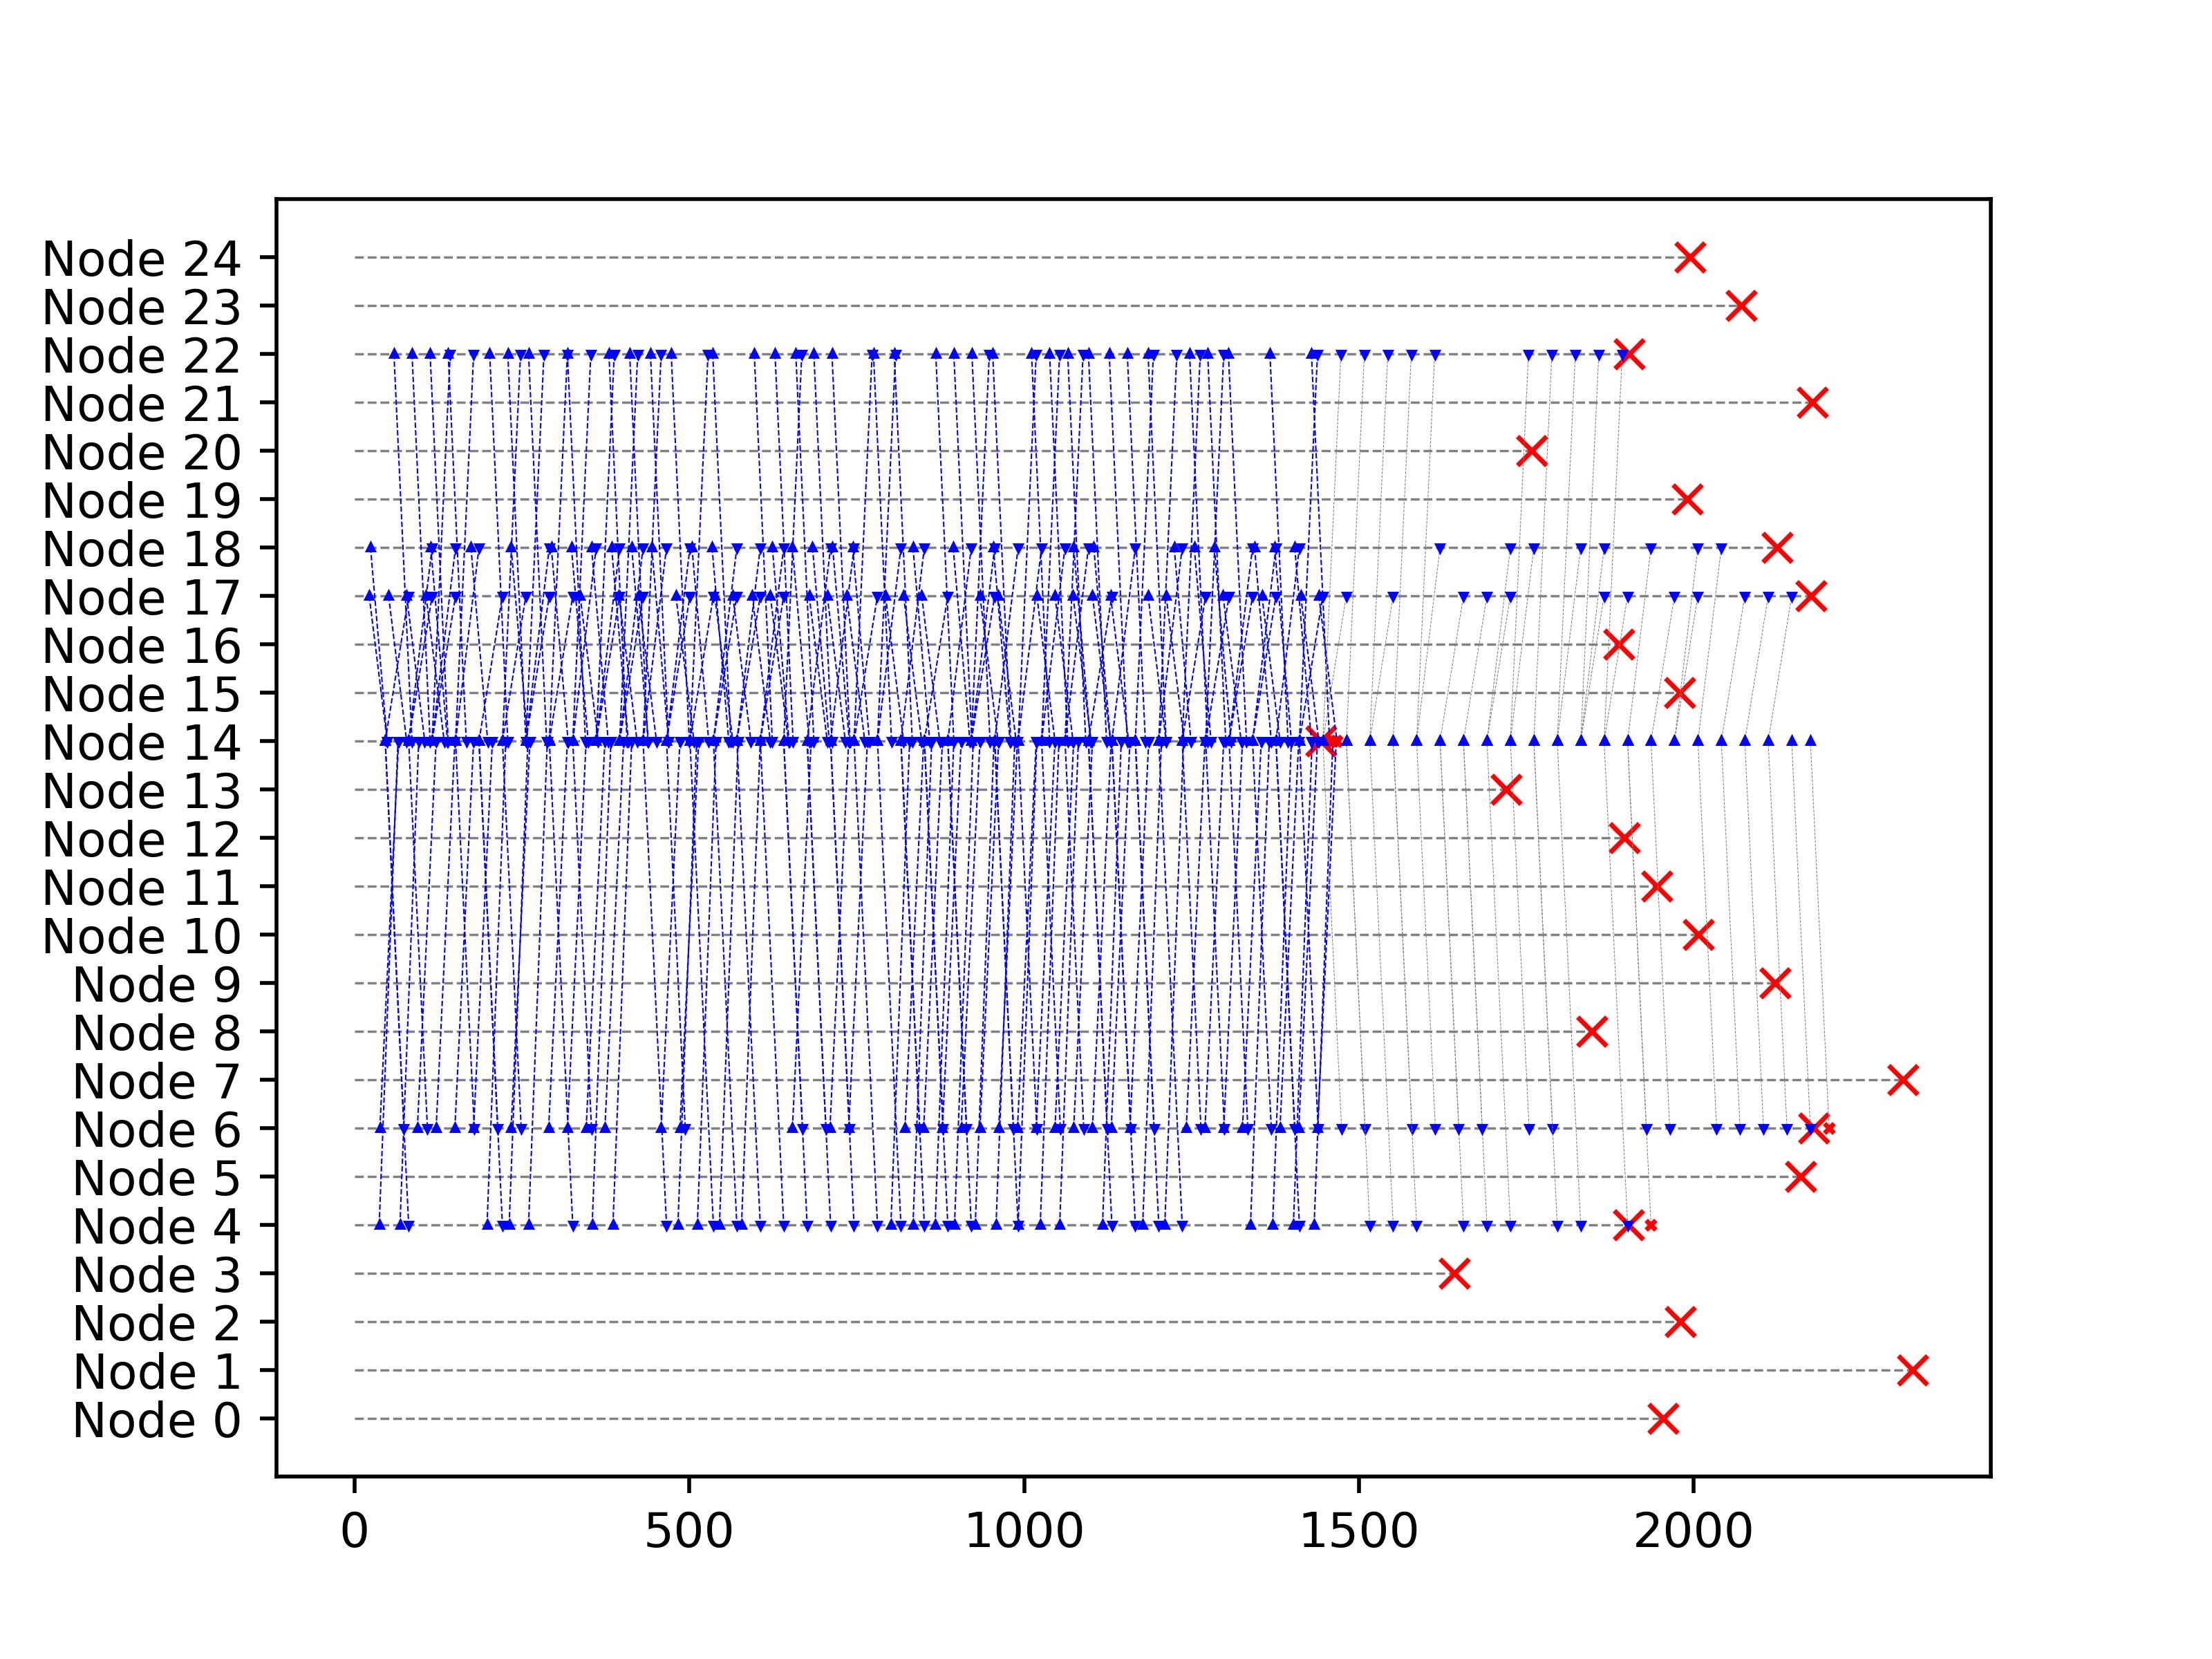 Node 24
Node 23
Node 22
Node 21
Node 20
Node 19
Node 18
Node 17
Node 16
Node 15
Node 14
Node 13
Node 12
Node 11
Node 10
Node 9
Node 8
Node 7
Node 6
Node 5
Node 4
Node 3
Node 2
Node 1
Node 0
0 500 1000 1500 2000